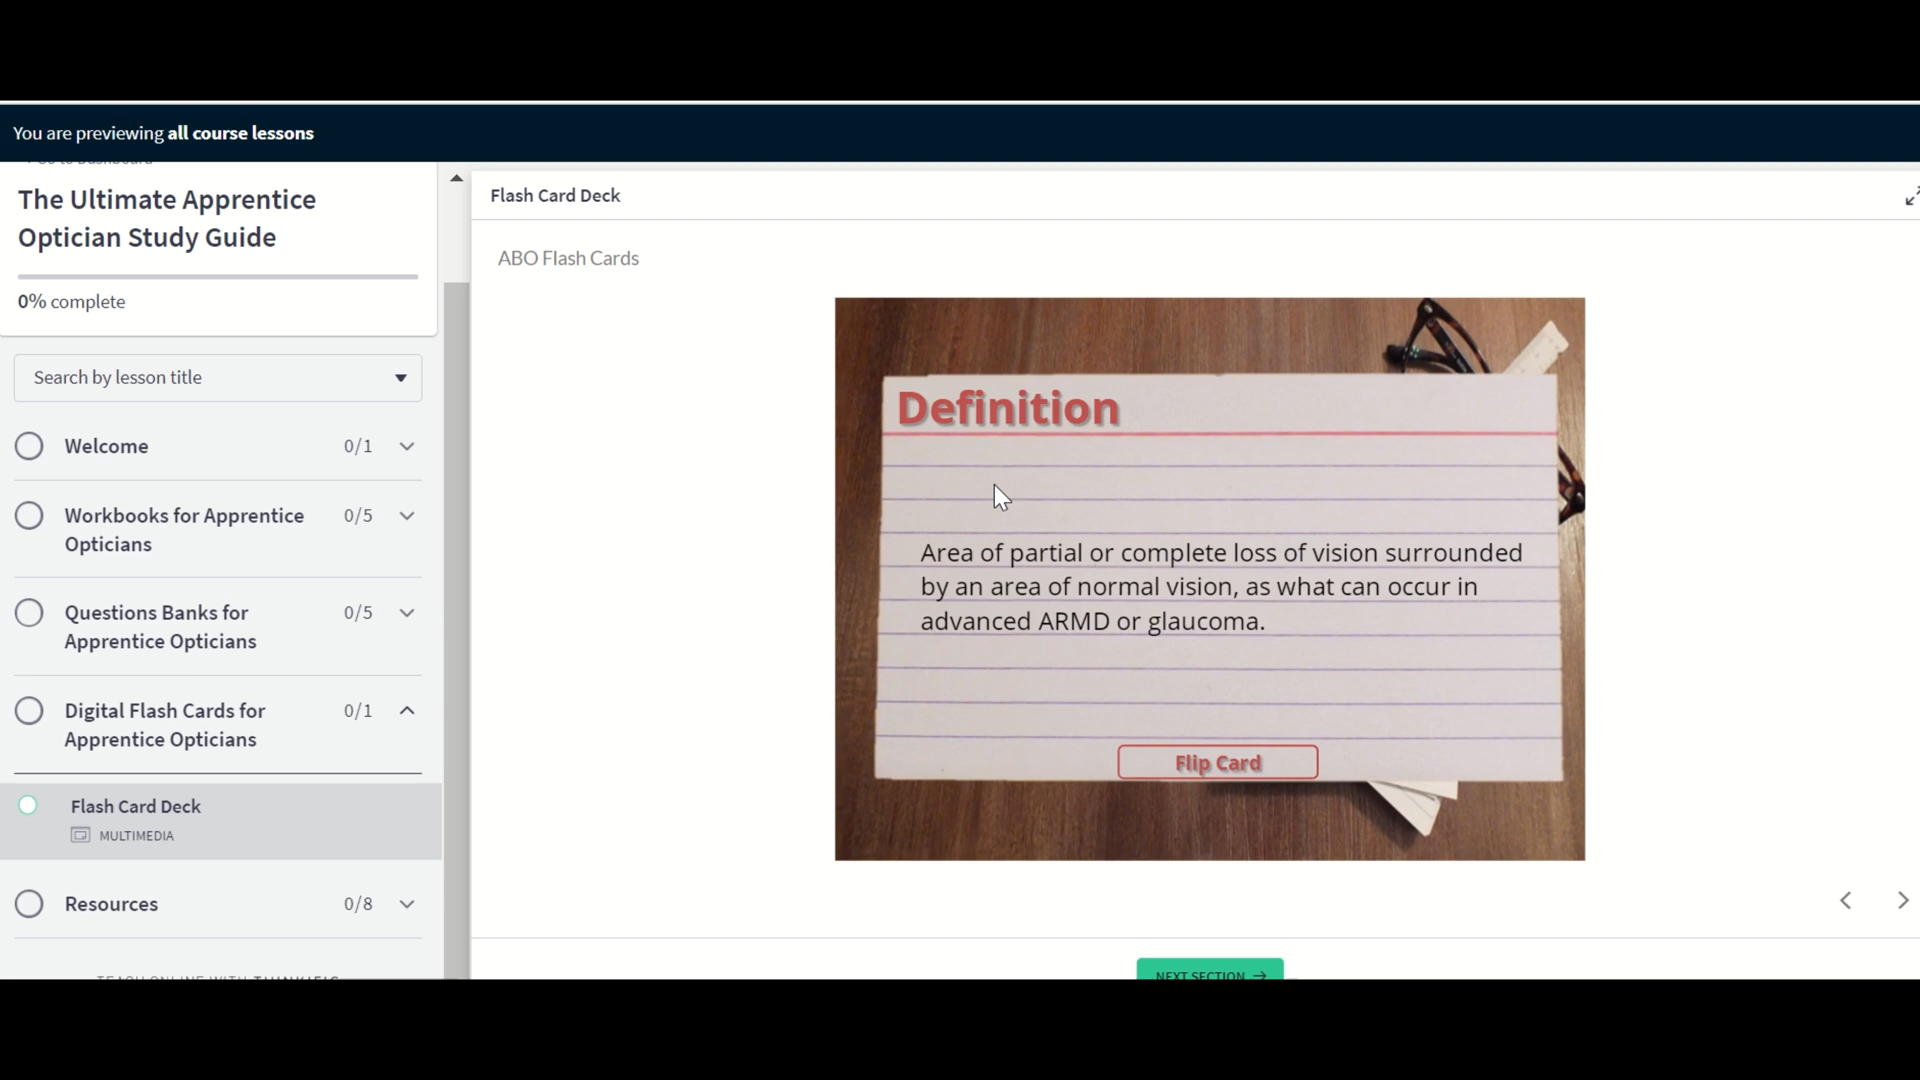 You are previewing all course lessons
The Ultimate Apprentice
Optician Study Guide
0% complete
Search by lesson title
Welcome 0/1
Workbooks for Apprentice 0/5
Opticians
Questions Banks for 0/5
Apprentice Opticians
Digital Flash Cards for 0/1
Apprentice Opticians
Flash Card Deck
MULTIMEDIA
Resources 0/8
Flash Card Deck
ABO Flash Cards
Definition
Area of partial or complete loss of vision surrounded
by an area of normal vision, as what can occur in
advanced ARMD or glaucoma.
Flip Card
NEXT SECTION →